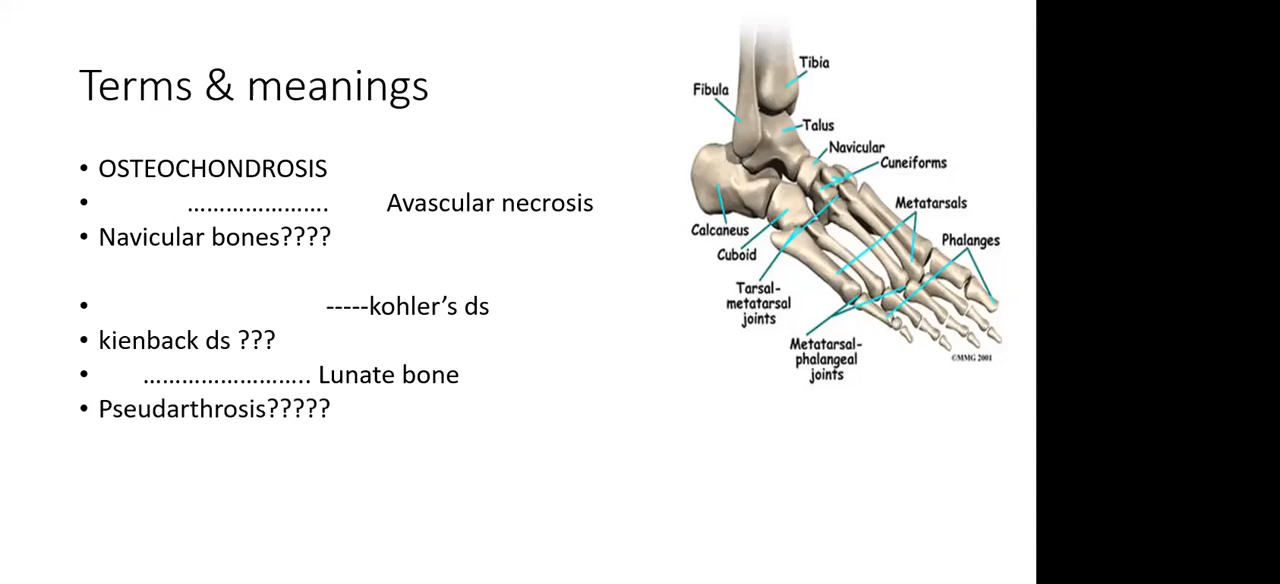 Terms & meanings
• OSTEOCHONDROSIS
• …………………. Avascular necrosis
• Navicular bones????
• -----kohler’s ds
• kienback ds ???
• …………………….. Lunate bone
• Pseudarthrosis?????
Tibia
Fibula
Talus
Navicular
Cuneiforms
Metatarsals
Calcaneus
Phalanges
Cuboid
Tarsal-
metatarsal
joints
Metatarsal-
phalangeal
joints
©MMG 2001